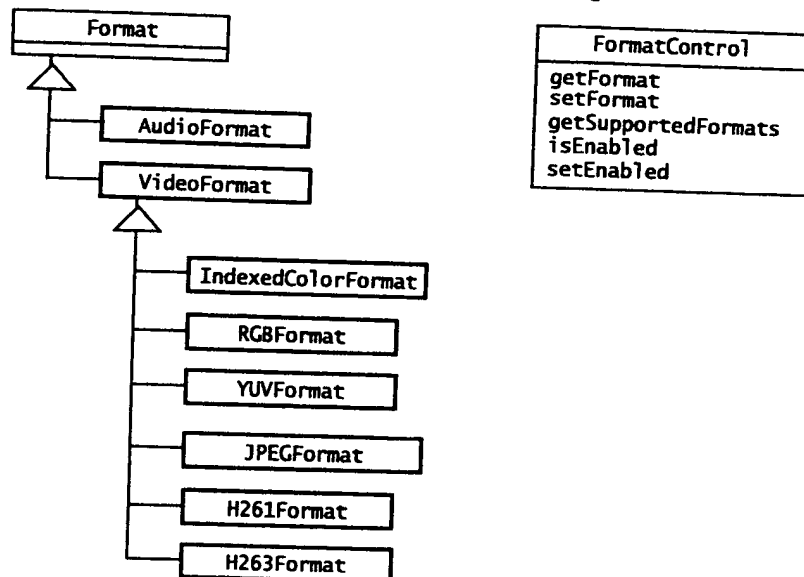 Format
AudioFormat
VideoFormat
IndexedColorFormat
RGBFormat
YUVFormat
JPEGFormat
H261Format
H263Format
FormatControl
getFormat
setFormat
getSupportedFormats
isEnabled
setEnabled